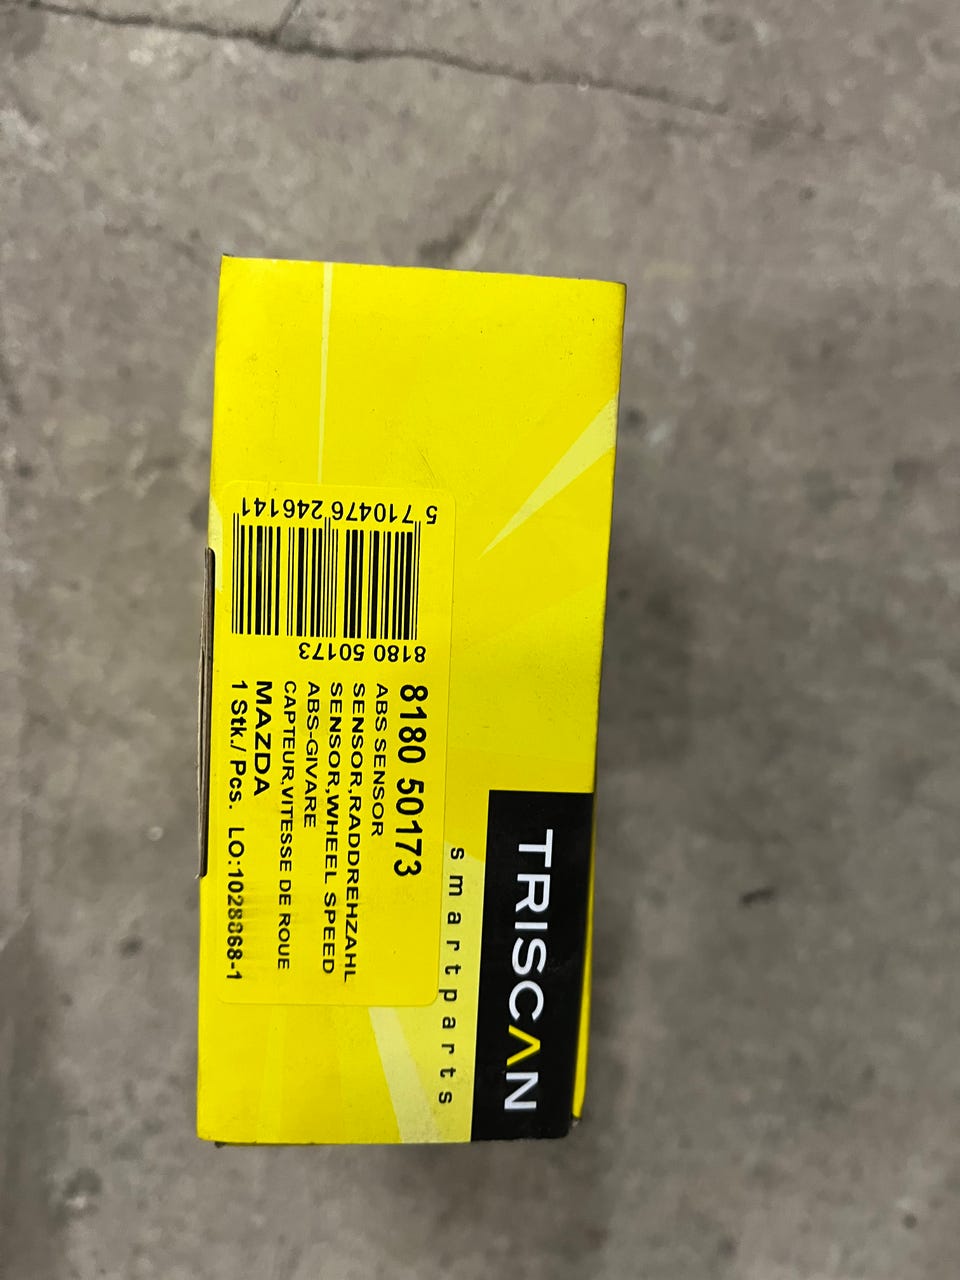 TRISCAN
smartparts
8180 50173
ABS SENSOR
SENSOR,RADDREHZAHL
SENSOR,WHEEL SPEED
ABS-GIVARE
CAPTEUR,VITESSE DE ROUE
MAZDA
1 Stk./ Pcs. LO:1028868-1
8180 50173
5 710476 246141